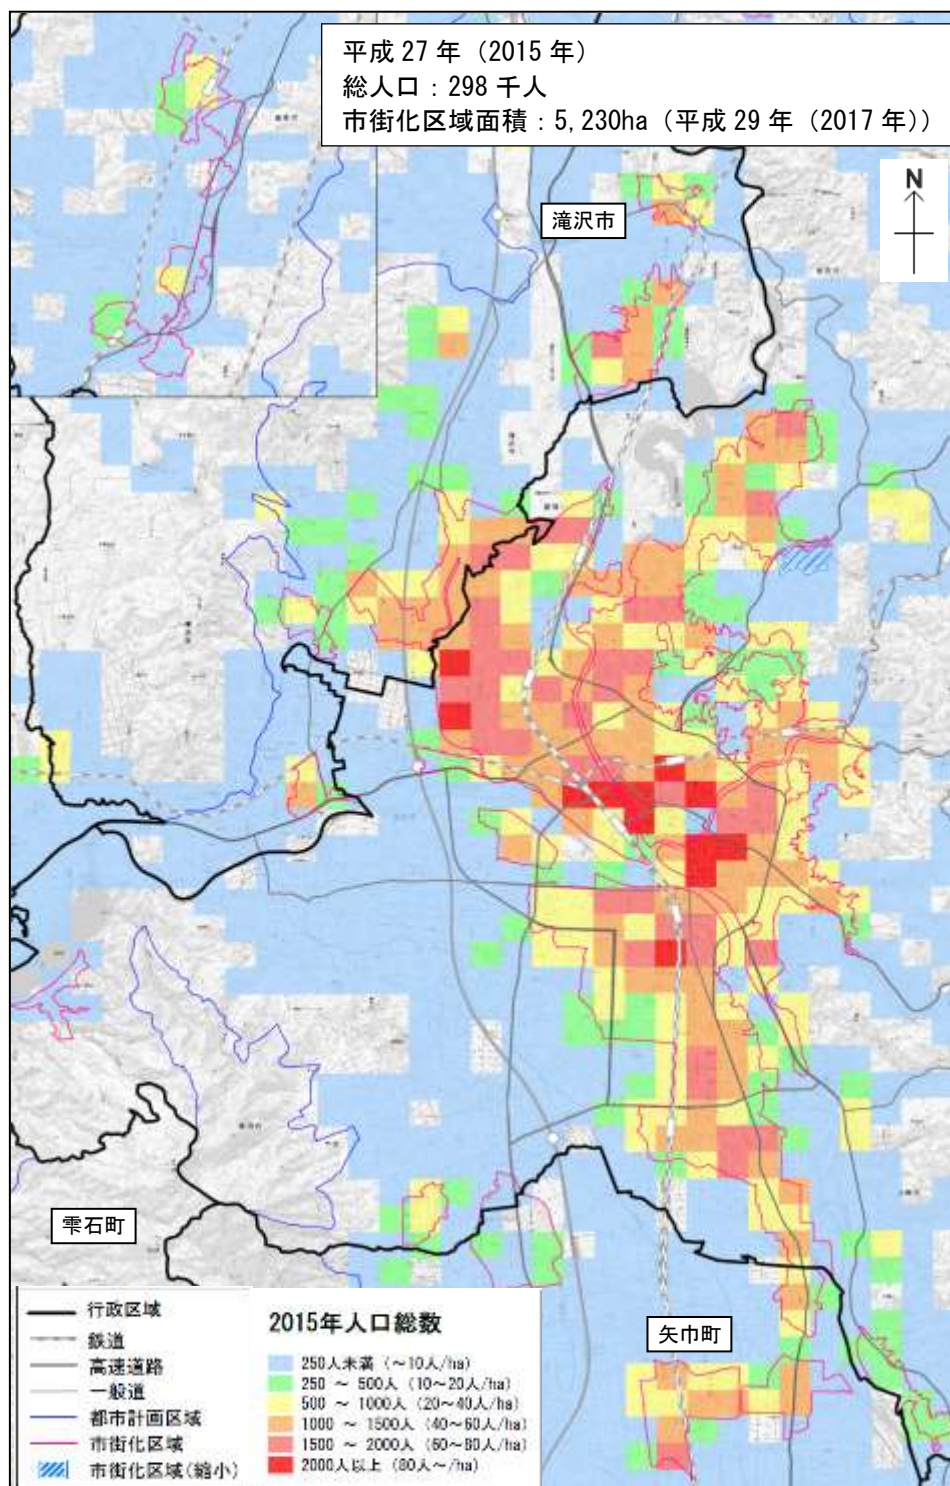 平成 27 年（2015 年）
総人口：298 千人
市街化区域面積：5,230ha（平成 29 年（2017 年））
N
滝沢市
雫石町
矢巾町
行政区域
鉄道
高速道路
一般道
都市計画区域
市街化区域
市街化区域(縮小)
2015年人口総数
250人未満（～10人/ha）
250 ～ 500人（10～20人/ha）
500 ～ 1000人（20～40人/ha）
1000 ～ 1500人（40～60人/ha）
1500 ～ 2000人（60～80人/ha）
2000人以上（80人～/ha）